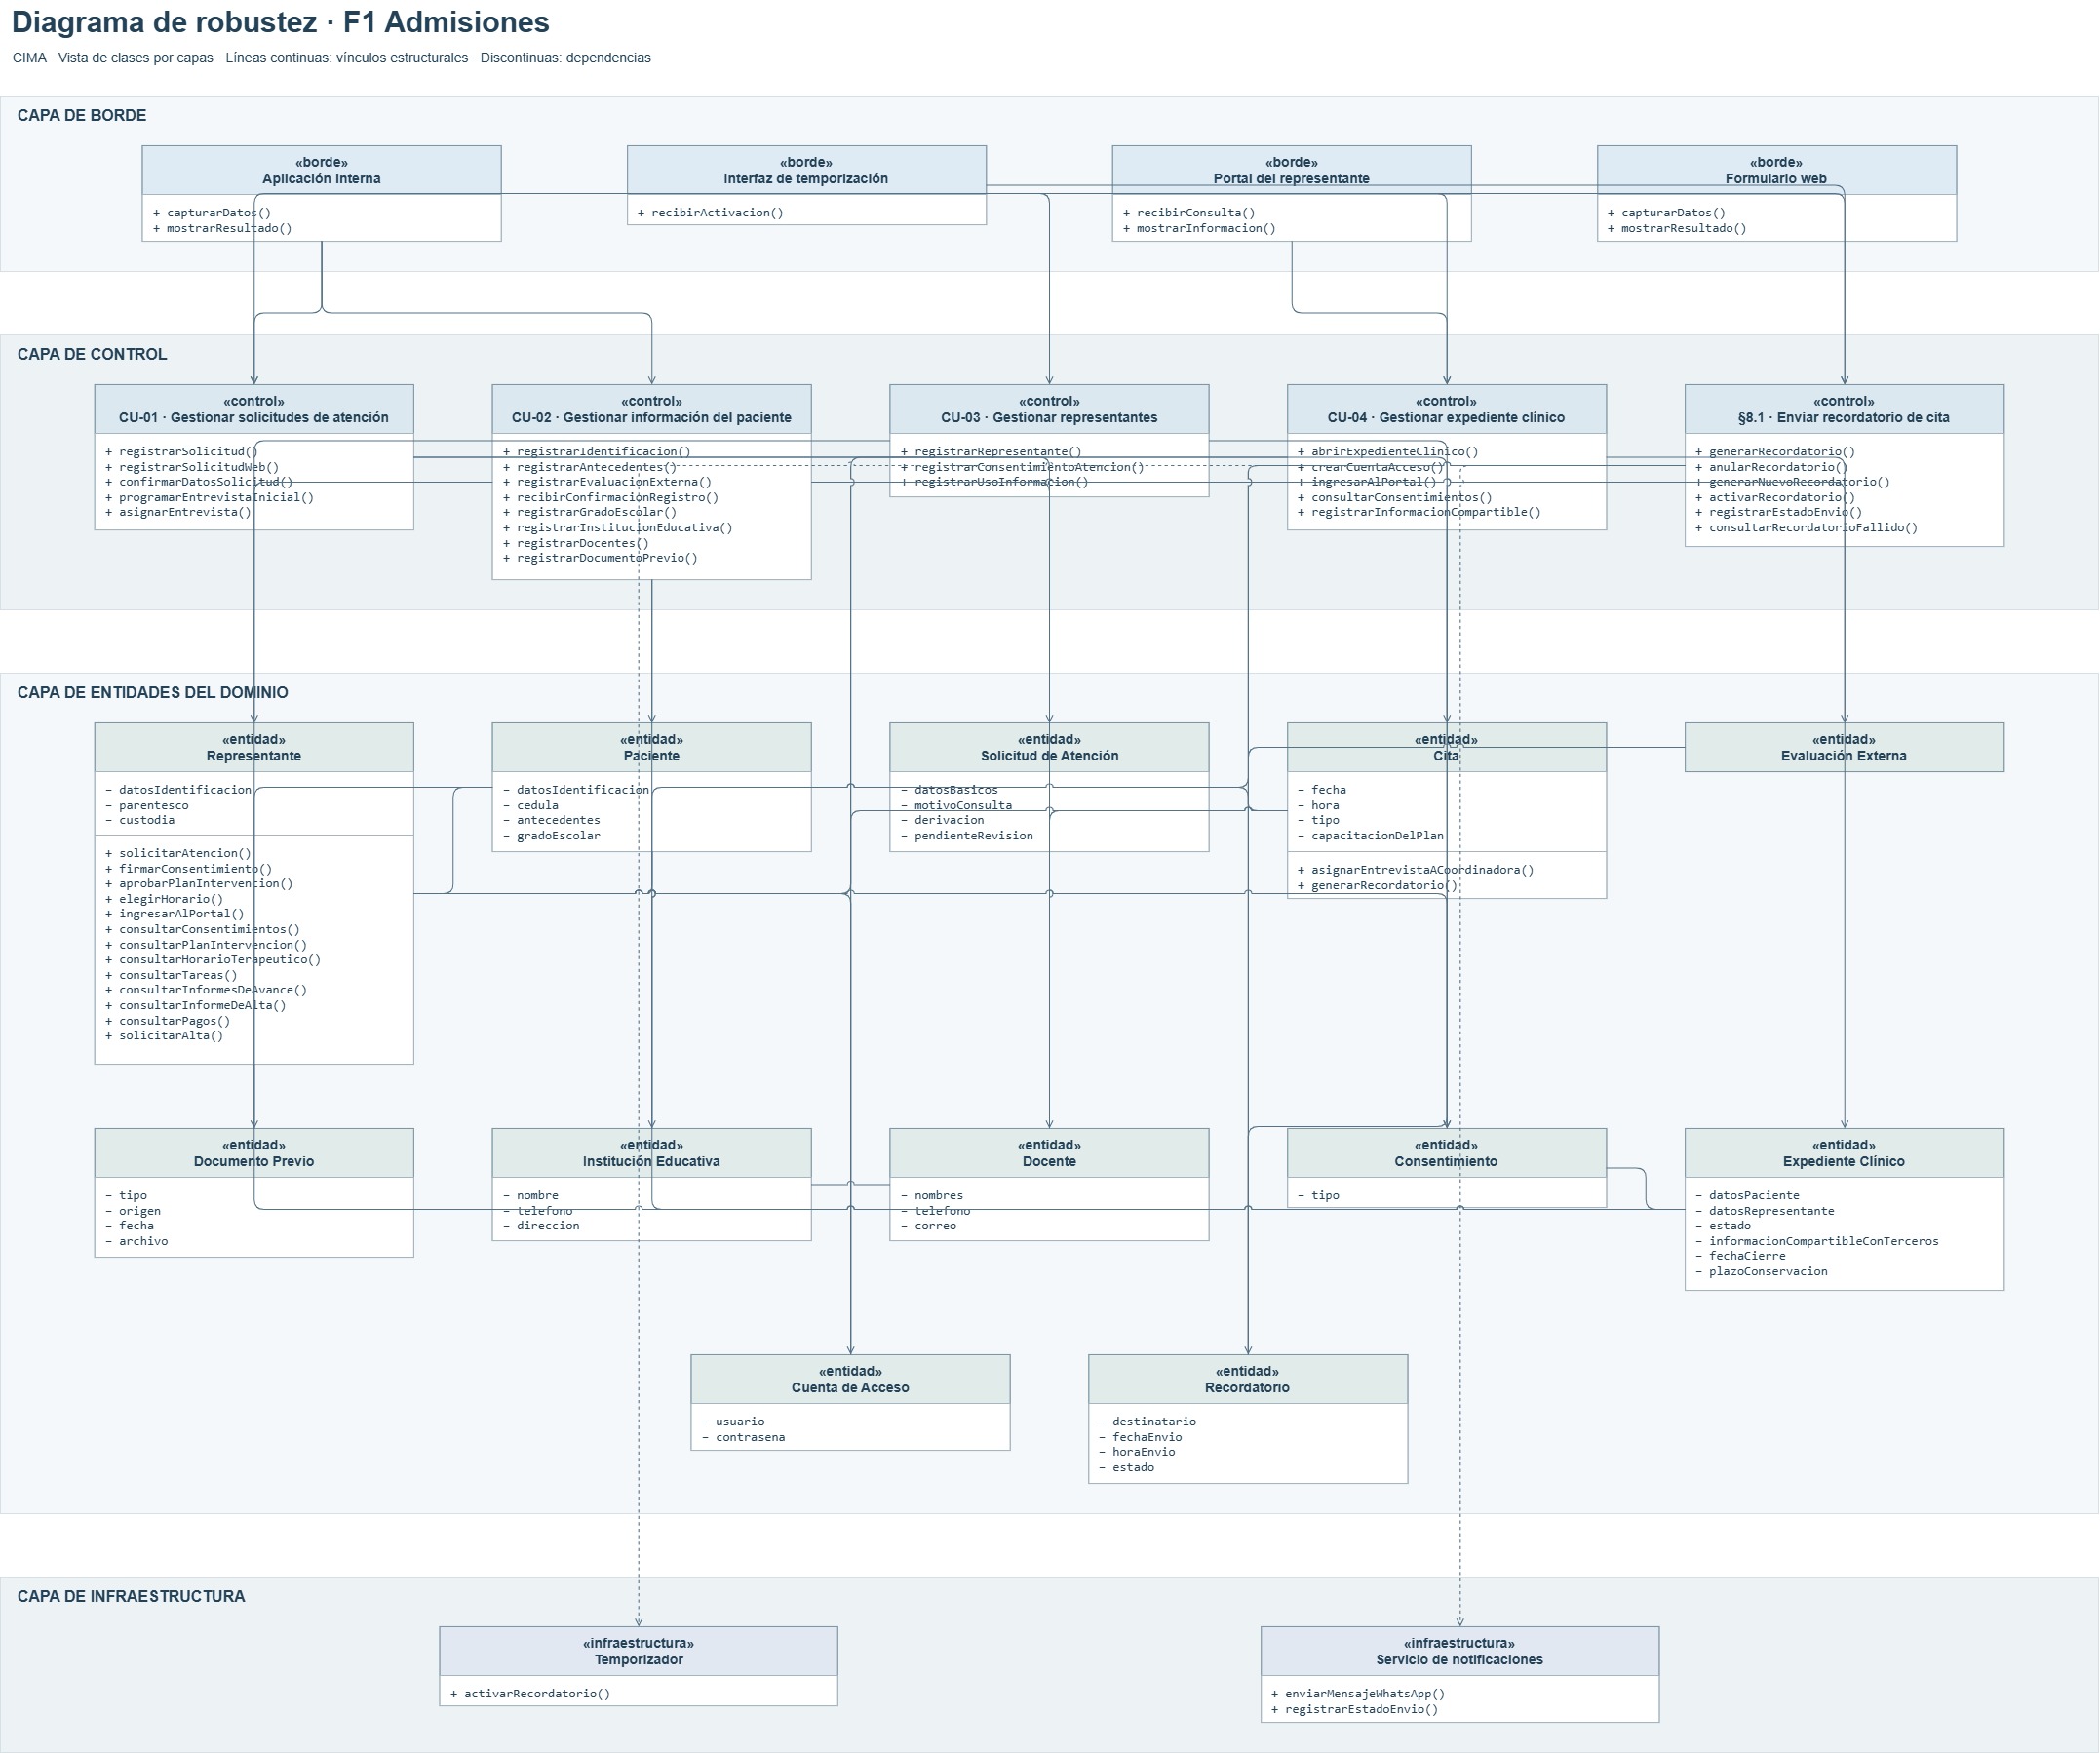 Diagrama de robustez · F1 Admisiones
CIMA · Vista de clases por capas · Líneas continuas: vínculos estructurales · Discontinuas: dependencias
CAPA DE BORDE
«borde»
Aplicación interna
+ capturarDatos()
+ mostrarResultado()
«borde»
Interfaz de temporización
+ recibirActivacion()
«borde»
Portal del representante
+ recibirConsulta()
+ mostrarInformacion()
«borde»
Formulario web
+ capturarDatos()
+ mostrarResultado()
CAPA DE CONTROL
«control»
CU-01 · Gestionar solicitudes de atención
+ registrarSolicitud()
+ registrarSolicitudWeb()
+ confirmarDatosSolicitud()
+ programarEntrevistaInicial()
+ asignarEntrevista()
«control»
CU-02 · Gestionar información del paciente
+ registrarIdentificacion()
+ registrarAntecedentes()
+ registrarEvaluacionExterna()
+ recibirConfirmacionRegistro()
+ registrarGradoEscolar()
+ registrarInstitucionEducativa()
+ registrarDocentes()
+ registrarDocumentoPrevio()
«control»
CU-03 · Gestionar representantes
+ registrarRepresentante()
+ registrarConsentimientoAtencion()
+ registrarUsoInformacion()
«control»
CU-04 · Gestionar expediente clínico
+ abrirExpedienteClinico()
+ crearCuentaAcceso()
+ ingresarAlPortal()
+ consultarConsentimientos()
+ registrarInformacionCompartible()
«control»
§8.1 · Enviar recordatorio de cita
+ generarRecordatorio()
+ anularRecordatorio()
+ generarNuevoRecordatorio()
+ activarRecordatorio()
+ registrarEstadoEnvio()
+ consultarRecordatorioFallido()
CAPA DE ENTIDADES DEL DOMINIO
«entidad»
Representante
− datosIdentificacion
− parentesco
− custodia
+ solicitarAtencion()
+ firmarConsentimiento()
+ aprobarPlanIntervencion()
+ elegirHorario()
+ ingresarAlPortal()
+ consultarConsentimientos()
+ consultarPlanIntervencion()
+ consultarHorarioTerapeutico()
+ consultarTareas()
+ consultarInformesDeAvance()
+ consultarInformeDeAlta()
+ consultarPagos()
+ solicitarAlta()
«entidad»
Paciente
− datosIdentificacion
− cedula
− antecedentes
− gradoEscolar
«entidad»
Solicitud de Atención
− datosBasicos
− motivoConsulta
− derivacion
− pendienteRevision
«entidad»
Cita
− fecha
− hora
− tipo
− capacitacionDelPlan
+ asignarEntrevistaACoordinadora()
+ generarRecordatorio()
«entidad»
Evaluación Externa
«entidad»
Documento Previo
− tipo
− origen
− fecha
− archivo
«entidad»
Institución Educativa
− nombre
− telefono
− direccion
«entidad»
Docente
− nombres
− telefono
− correo
«entidad»
Consentimiento
− tipo
«entidad»
Expediente Clínico
− datosPaciente
− datosRepresentante
− estado
− informacionCompartibleConTerceros
− fechaCierre
− plazoConservacion
«entidad»
Cuenta de Acceso
− usuario
− contrasena
«entidad»
Recordatorio
− destinatario
− fechaEnvio
− horaEnvio
− estado
CAPA DE INFRAESTRUCTURA
«infraestructura»
Temporizador
+ activarRecordatorio()
«infraestructura»
Servicio de notificaciones
+ enviarMensajeWhatsApp()
+ registrarEstadoEnvio()